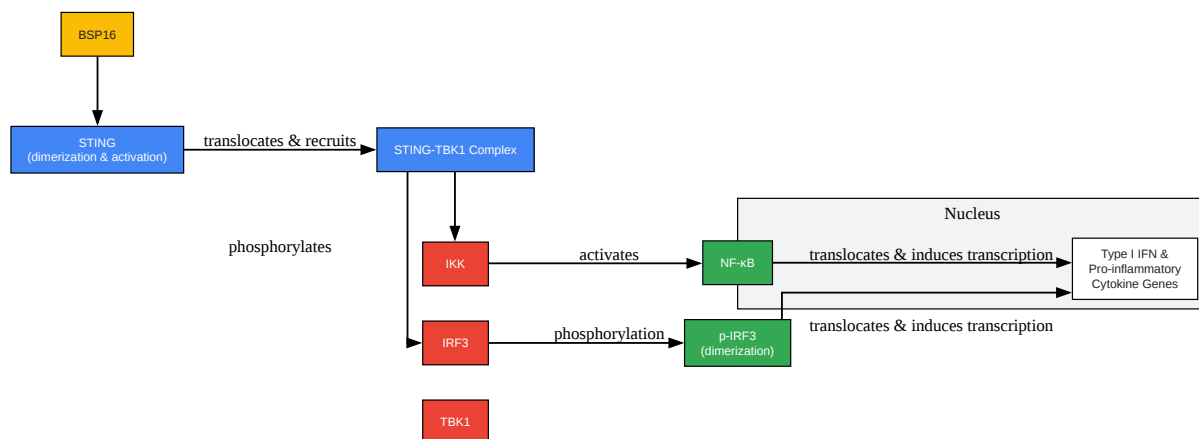 BSP16
STING
(dimerization & activation)
translocates & recruits
STING-TBK1 Complex
phosphorylates
IKK
activates
NF-κB
Nucleus
translocates & induces transcription
Type I IFN &
Pro-inflammatory
Cytokine Genes
IRF3
phosphorylation
p-IRF3
(dimerization)
translocates & induces transcription
TBK1